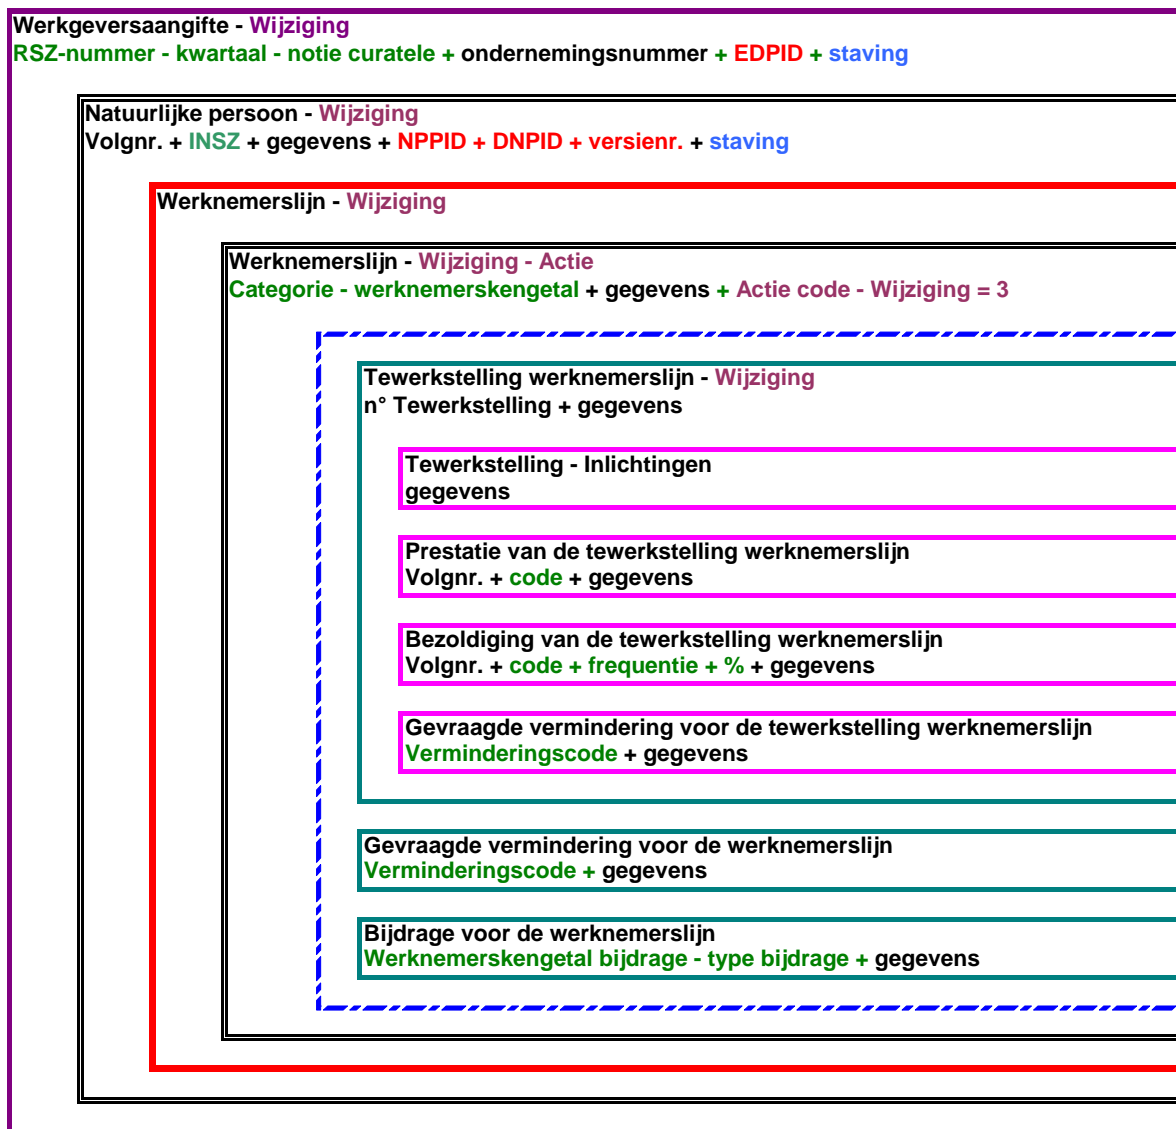 Werkgeversaangifte - Wijziging
RSZ-nummer - kwartaal - notie curatele + ondernemingsnummer + EDPID + staving
Natuurlijke persoon - Wijziging
Volgnr. + INSZ + gegevens + NPPID + DNPID + versienr. + staving
Werknemerslijn - Wijziging
Werknemerslijn - Wijziging - Actie
Categorie - werknemerskengetal + gegevens + Actie code - Wijziging = 3
Tewerkstelling werknemerslijn - Wijziging
n° Tewerkstelling + gegevens
Tewerkstelling - Inlichtingen
gegevens
Prestatie van de tewerkstelling werknemerslijn
Volgnr. + code + gegevens
Bezoldiging van de tewerkstelling werknemerslijn
Volgnr. + code + frequentie + % + gegevens
Gevraagde vermindering voor de tewerkstelling werknemerslijn
Verminderingscode + gegevens
Gevraagde vermindering voor de werknemerslijn
Verminderingscode + gegevens
Bijdrage voor de werknemerslijn
Werknemerskengetal bijdrage - type bijdrage + gegevens